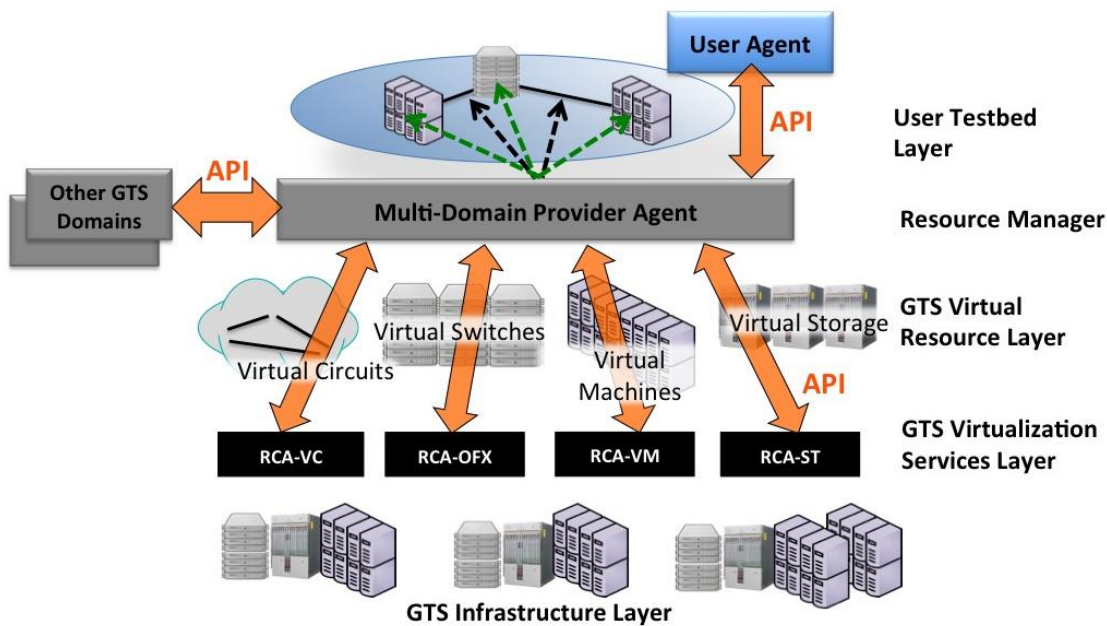 User Agent
API
User Testbed
Layer
API
Other GTS
Domains
Multi-Domain Provider Agent
Resource Manager
Virtual Circuits
Virtual Switches
Virtual
Machines
Virtual Storage
GTS Virtual
Resource Layer
API
RCA-VC
RCA-OFX
RCA-VM
RCA-ST
GTS Virtualization
Services Layer
GTS Infrastructure Layer